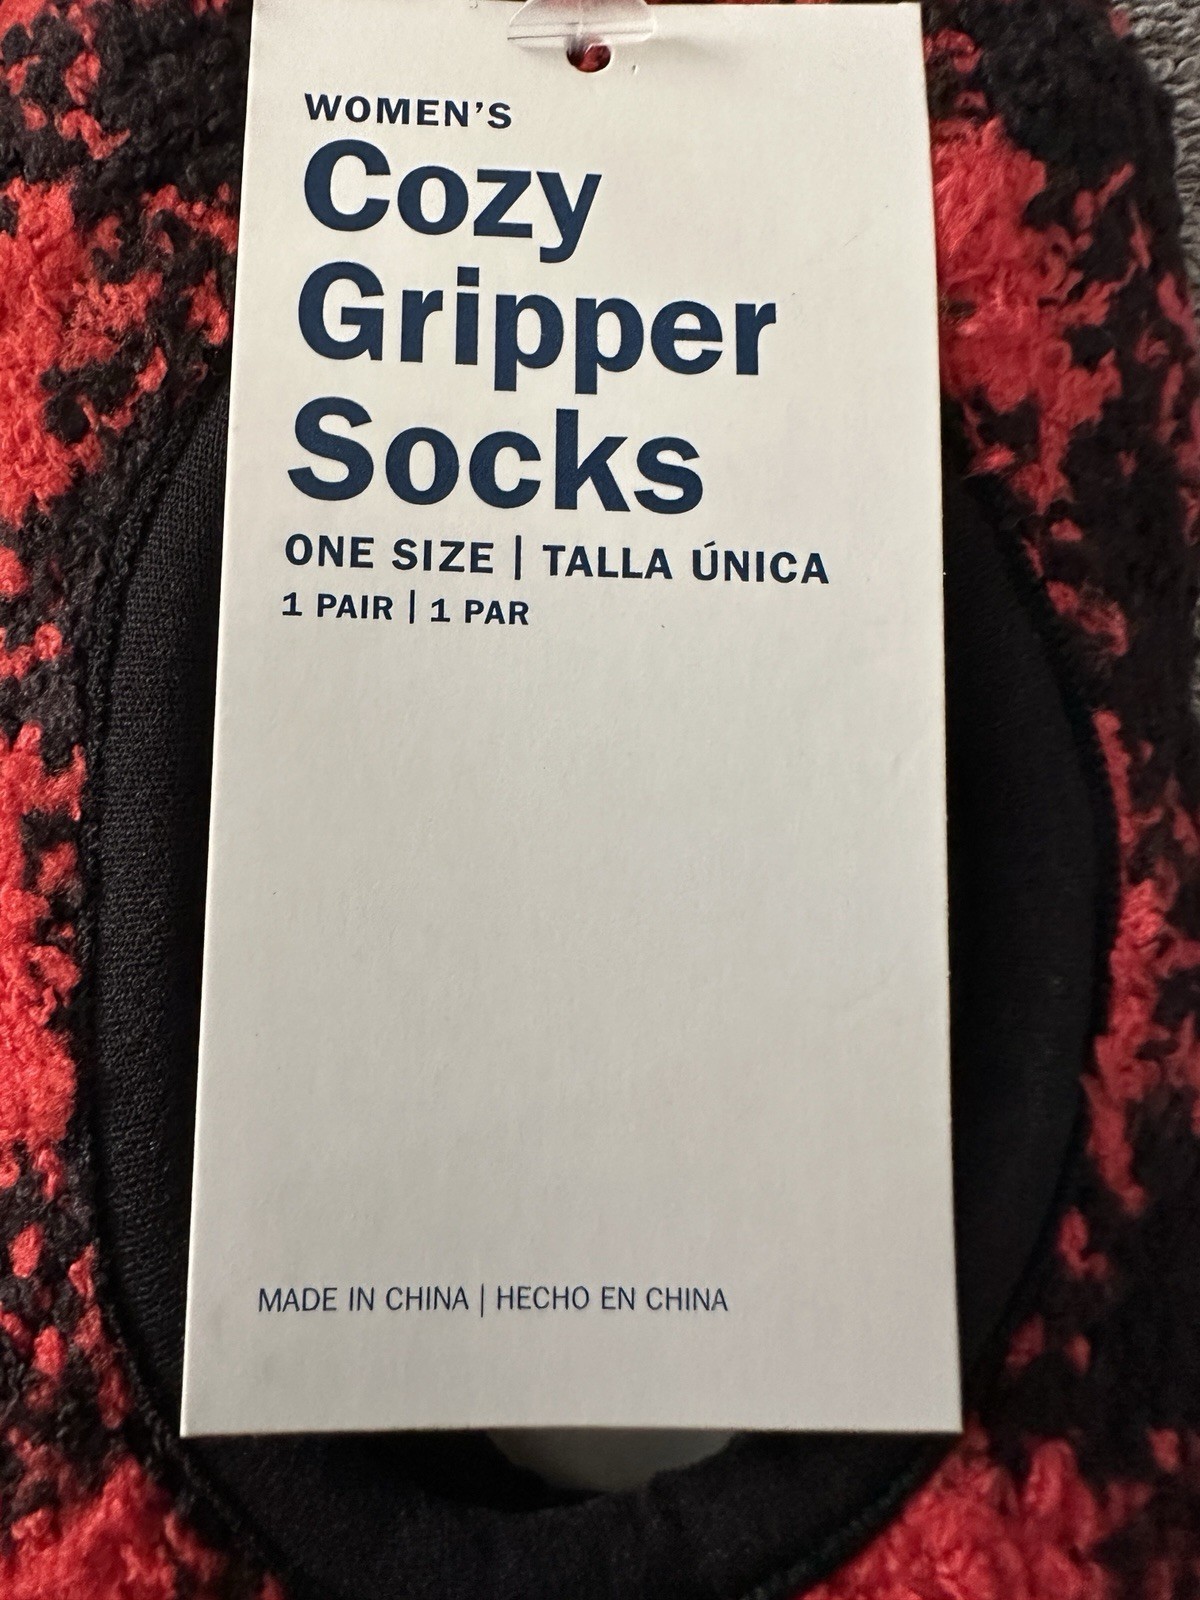 WOMEN'S
Cozy
Gripper
Socks
ONE SIZE | TALLA ÚNICA
1 PAIR | 1 PAR
MADE IN CHINA | HECHO EN CHINA